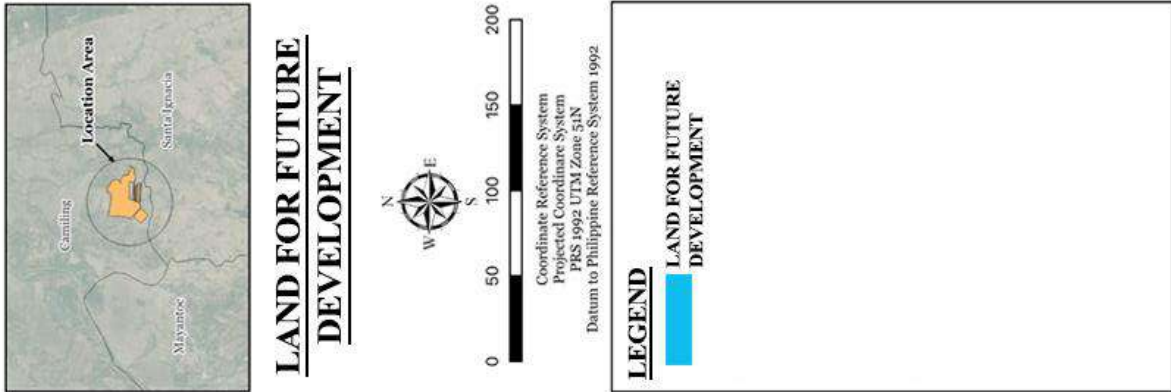 Camiling
Location Area
Santa Ignacia
Mayantoc
LAND FOR FUTURE
DEVELOPMENT
N
W
E
S
0 50 100 150 200
Coordinate Reference System
Projected Coordinare System
PRS 1992 UTM Zone 51N
Datum to Philippine Reference System 1992
LEGEND
LAND FOR FUTURE
DEVELOPMENT